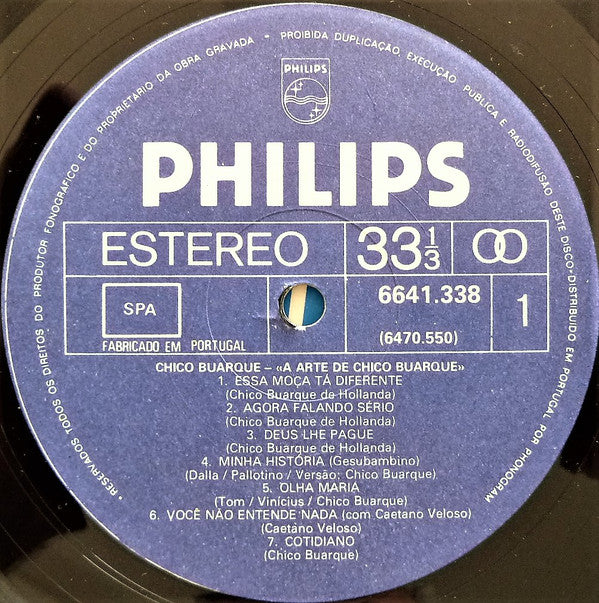 • RESERVADOS TODOS OS DIREITOS DO PRODUTOR FONOGRAFICO E DO PROPRIETARIO DA OBRA GRAVADA • PROIBIDA DUPLICAÇÃO, EXECUÇÃO PUBLICA E RADIODIFUSÃO DESTE DISCO • DISTRIBUIDO EM PORTUGAL POR PHONOGRAM
PHILIPS
PHILIPS
ESTEREO 33 1/3
SPA
FABRICADO EM PORTUGAL
6641.338
(6470.550)
1
CHICO BUARQUE – «A ARTE DE CHICO BUARQUE»
1. ESSA MOÇA TÁ DIFERENTE
(Chico Buarque de Hollanda)
2. AGORA FALANDO SÉRIO
(Chico Buarque de Hollanda)
3. DEUS LHE PAGUE
(Chico Buarque de Hollanda)
4. MINHA HISTÓRIA (Gesubambino)
(Dalla / Pallotino / Versão: Chico Buarque)
5. OLHA MARIA
(Tom / Vinícius / Chico Buarque)
6. VOCÊ NÃO ENTENDE NADA (com Caetano Veloso)
(Caetano Veloso)
7. COTIDIANO
(Chico Buarque)